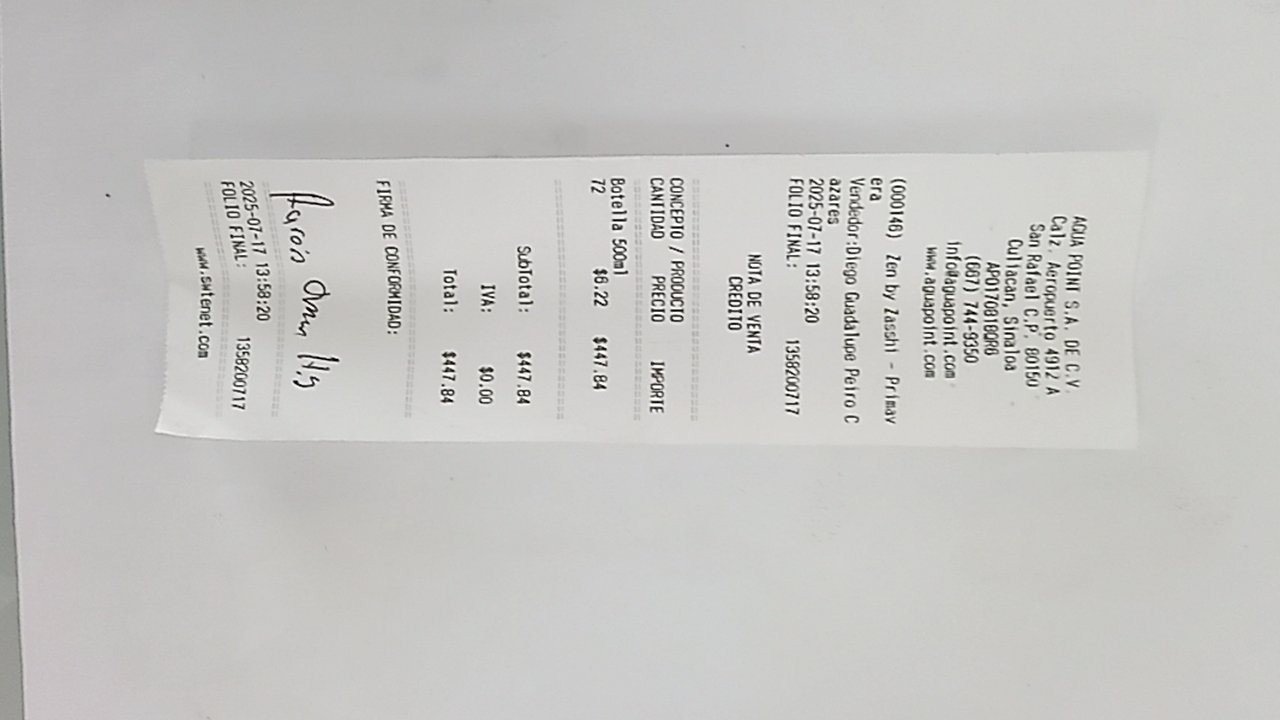 AGUA POINT S.A. DE C.V.
Calz. Aeropuerto 4912 A
San Rafael C.P. 80150
Culiacan, Sinaloa
APO170818QR6
(667) 744-9350
info@aguapoint.com
www.aguapoint.com
(000146) Zen by Zasshi - Primav
era
Vendedor:Diego Guadalupe Peiro C
azares
2025-07-17 13:58:20
FOLIO FINAL: 1358200717
NOTA DE VENTA
CREDITO
CONCEPTO / PRODUCTO
CANTIDAD PRECIO IMPORTE
Botella 500ml
72 $6.22 $447.84
SubTotal: $447.84
IVA: $0.00
Total: $447.84
FIRMA DE CONFORMIDAD:
2025-07-17 13:58:20
FOLIO FINAL: 1358200717
www.smtenet.com